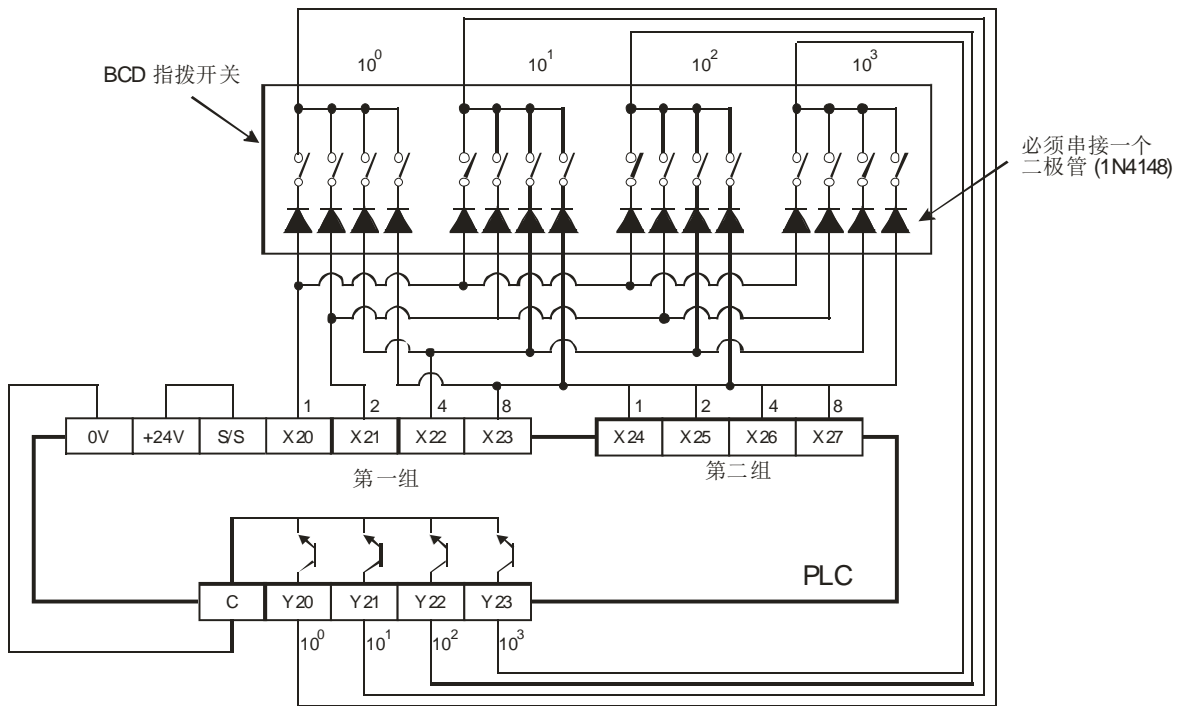 10⁰ 10¹ 10² 10³
BCD 指拨开关
必须串接一个
二极管 (1N4148)
1 2 4 8 1 2 4 8
0V +24V S/S X20 X21 X22 X23 X24 X25 X26 X27
第一组 第二组
PLC
C Y20 Y21 Y22 Y23
10⁰ 10¹ 10² 10³